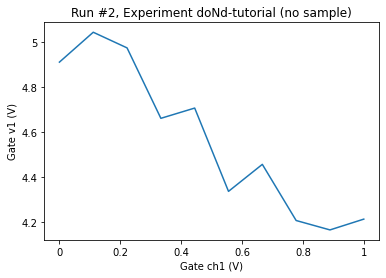 Run #2, Experiment doNd-tutorial (no sample)
5
4.8
4.6
4.4
4.2
Gate v1 (V)
0 0.2 0.4 0.6 0.8 1
Gate ch1 (V)